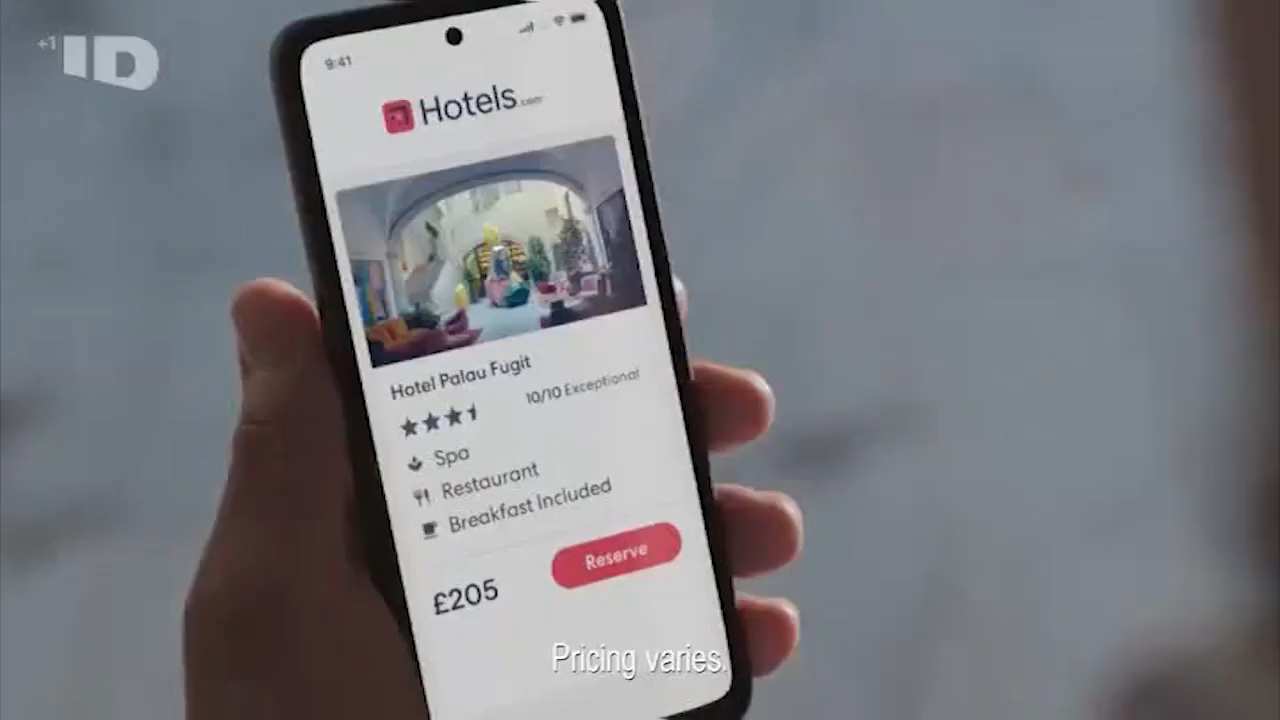 +1 ID
9:41
Hotels.com
Hotel Palau Fugit
10/10 Exceptional
Spa
Restaurant
Breakfast Included
£205
Reserve
Pricing varies.